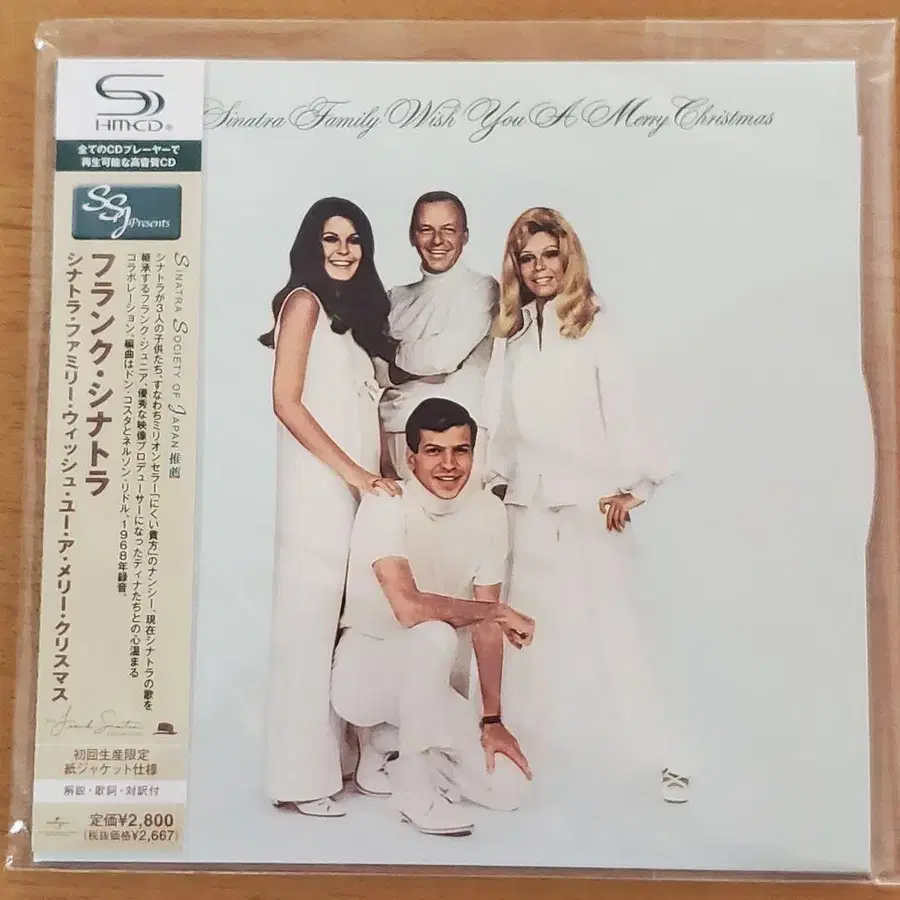 Sinatra Family Wish You A Merry Christmas
SHM-CD®
全てのCDプレーヤーで
再生可能な高音質CD
SSJ Presents
SINATRA SOCIETY OF JAPAN 推薦
シナトラが3人の子供たち、すなわちミリオンセラー「にくい貴方」のナンシー、現在シナトラの歌を
継承するフランク・ジュニア、優秀な映像プロデューサーになったティナたちとの心温まる
コラボレーション。編曲はドン・コスタとネルソン・リドル。1968年録音。
フランク・シナトラ
シナトラ・ファミリー・ウィッシュ・ユー・ア・メリー・クリスマス
Frank Sinatra
初回生産限定
紙ジャケット仕様
解説・歌詞・対訳付
定価¥2,800
(税抜価格¥2,667)